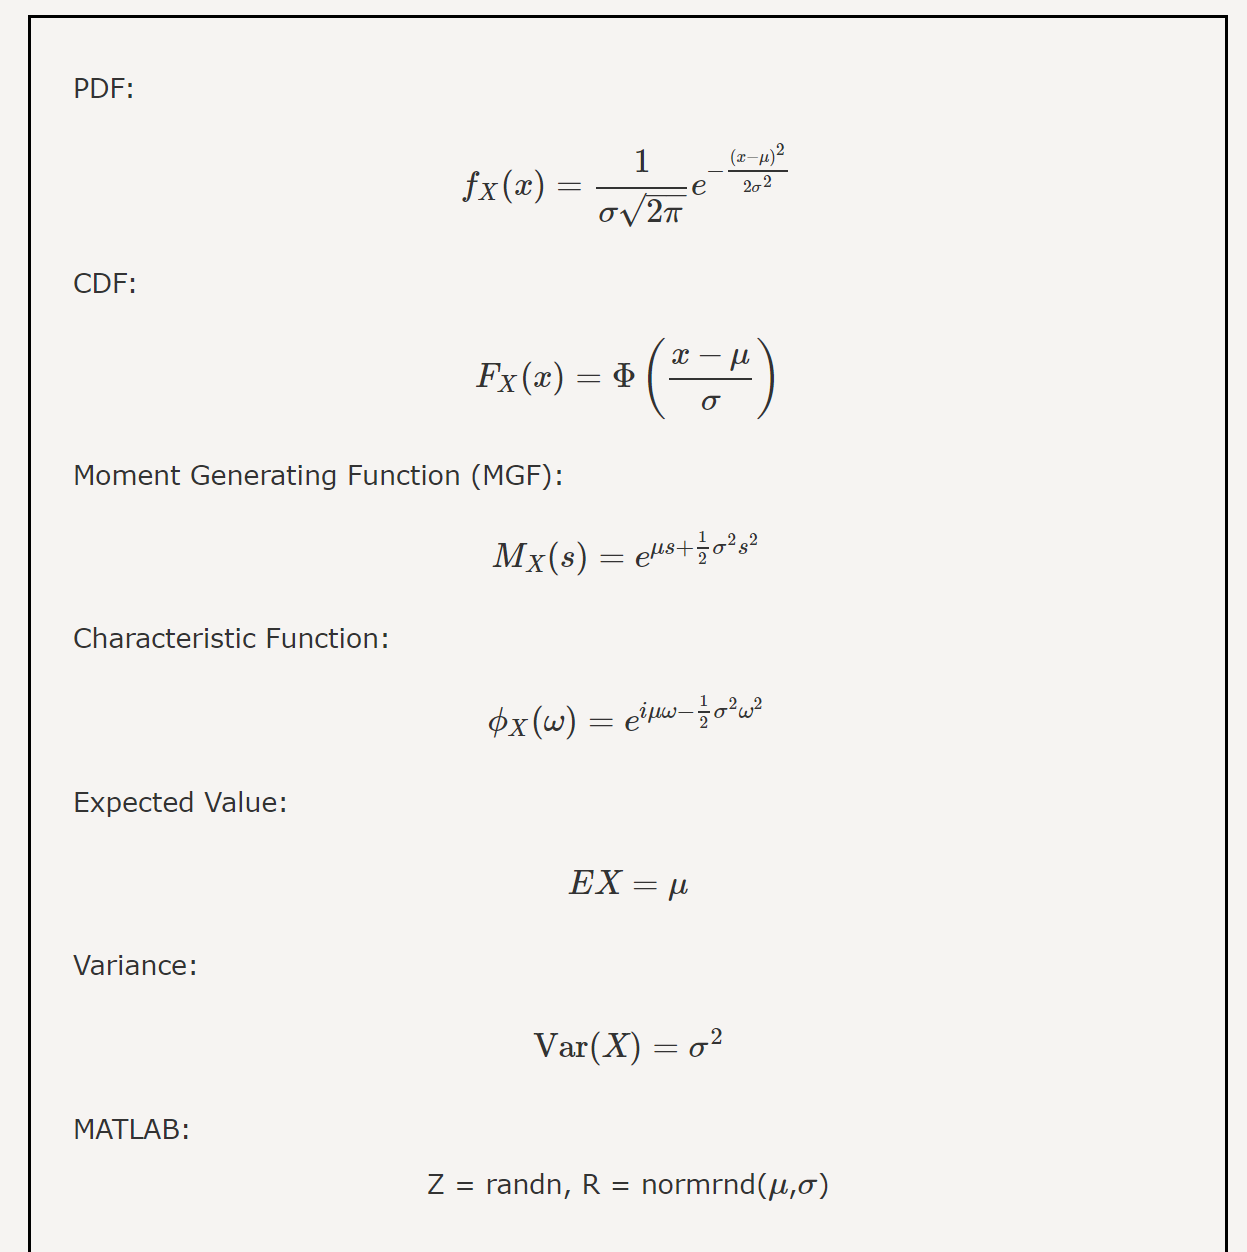 PDF:
$f_X(x) = \frac{1}{\sigma\sqrt{2\pi}} e^{-\frac{(x-\mu)^2}{2\sigma^2}}$
CDF:
$F_X(x) = \Phi\left(\frac{x-\mu}{\sigma}\right)$
Moment Generating Function (MGF):
$M_X(s) = e^{\mu s + \frac{1}{2}\sigma^2 s^2}$
Characteristic Function:
$\phi_X(\omega) = e^{i\mu\omega - \frac{1}{2}\sigma^2\omega^2}$
Expected Value:
$EX = \mu$
Variance:
$\text{Var}(X) = \sigma^2$
MATLAB:
Z = randn, R = normrnd($\mu$,$\sigma$)